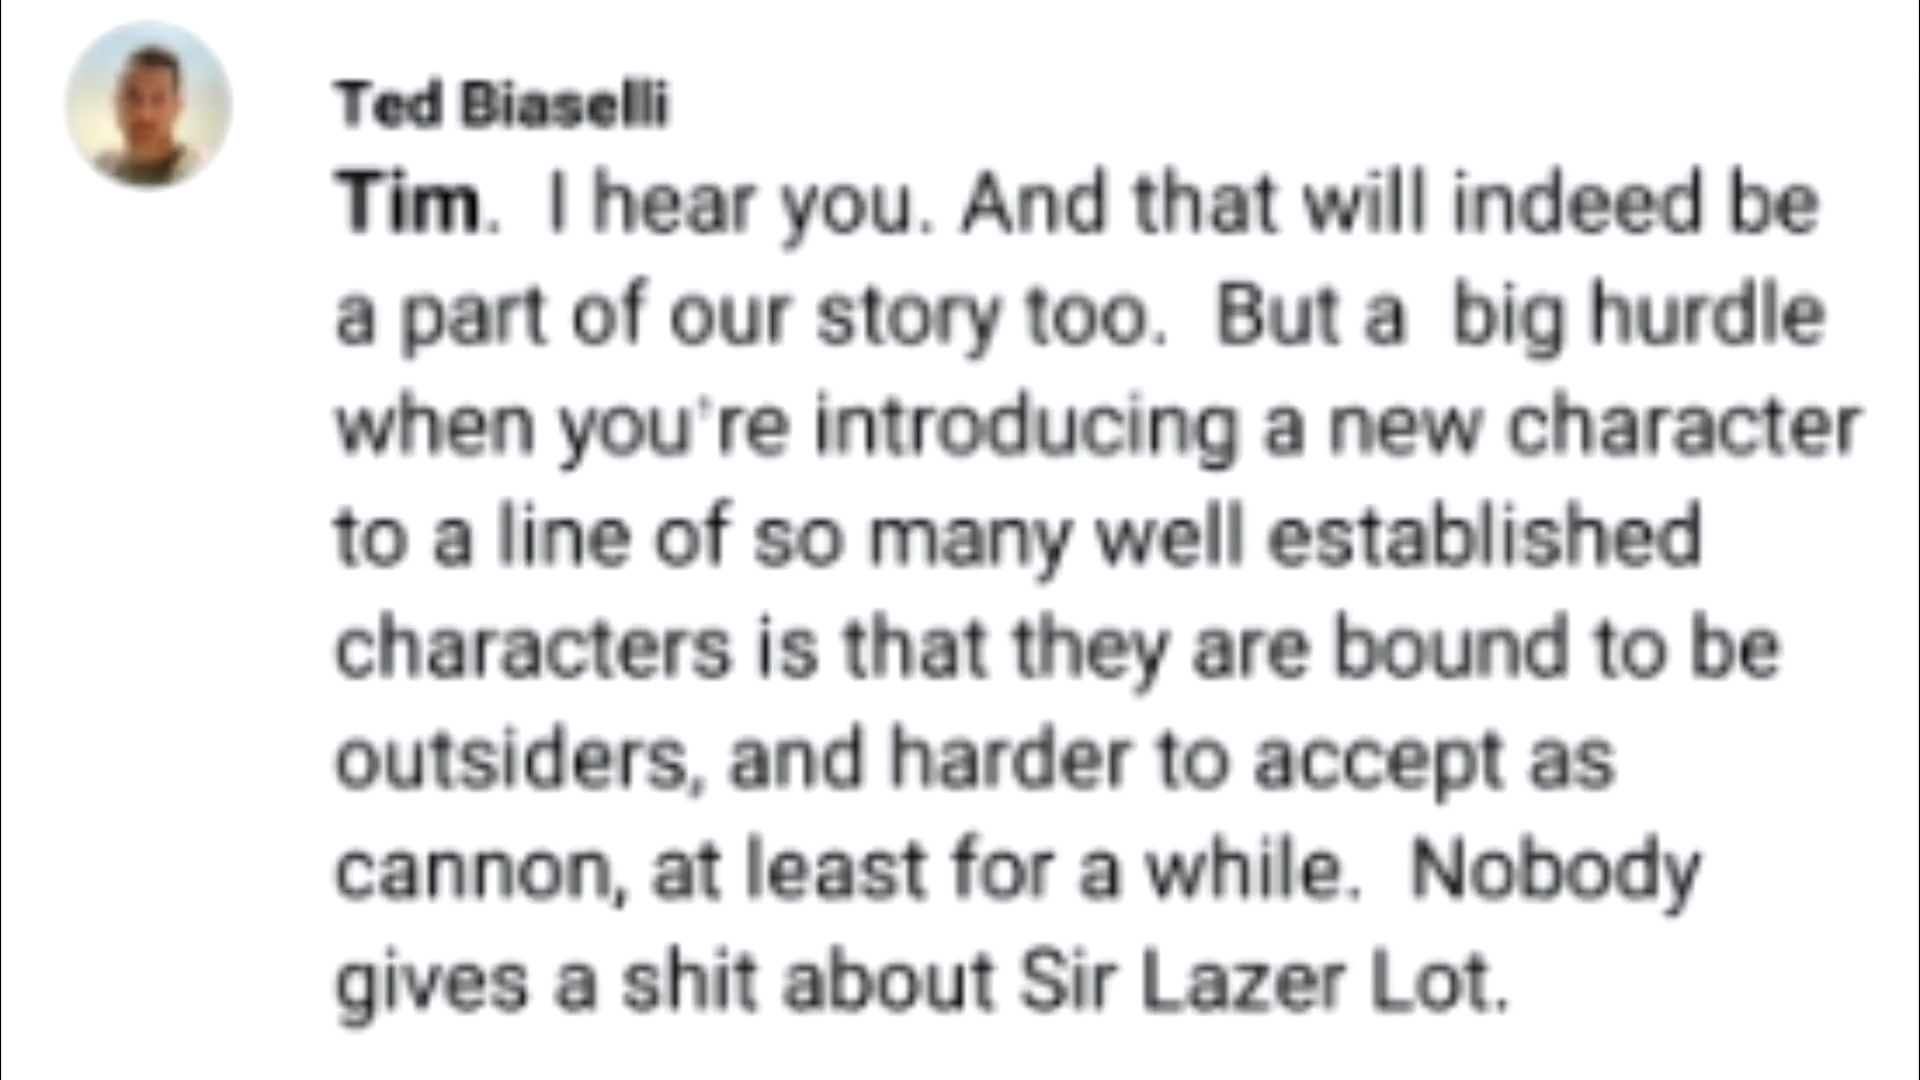 Ted Biaselli
Tim.  I hear you. And that will indeed be
a part of our story too.  But a  big hurdle
when you're introducing a new character
to a line of so many well established
characters is that they are bound to be
outsiders, and harder to accept as
cannon, at least for a while.  Nobody
gives a shit about Sir Lazer Lot.